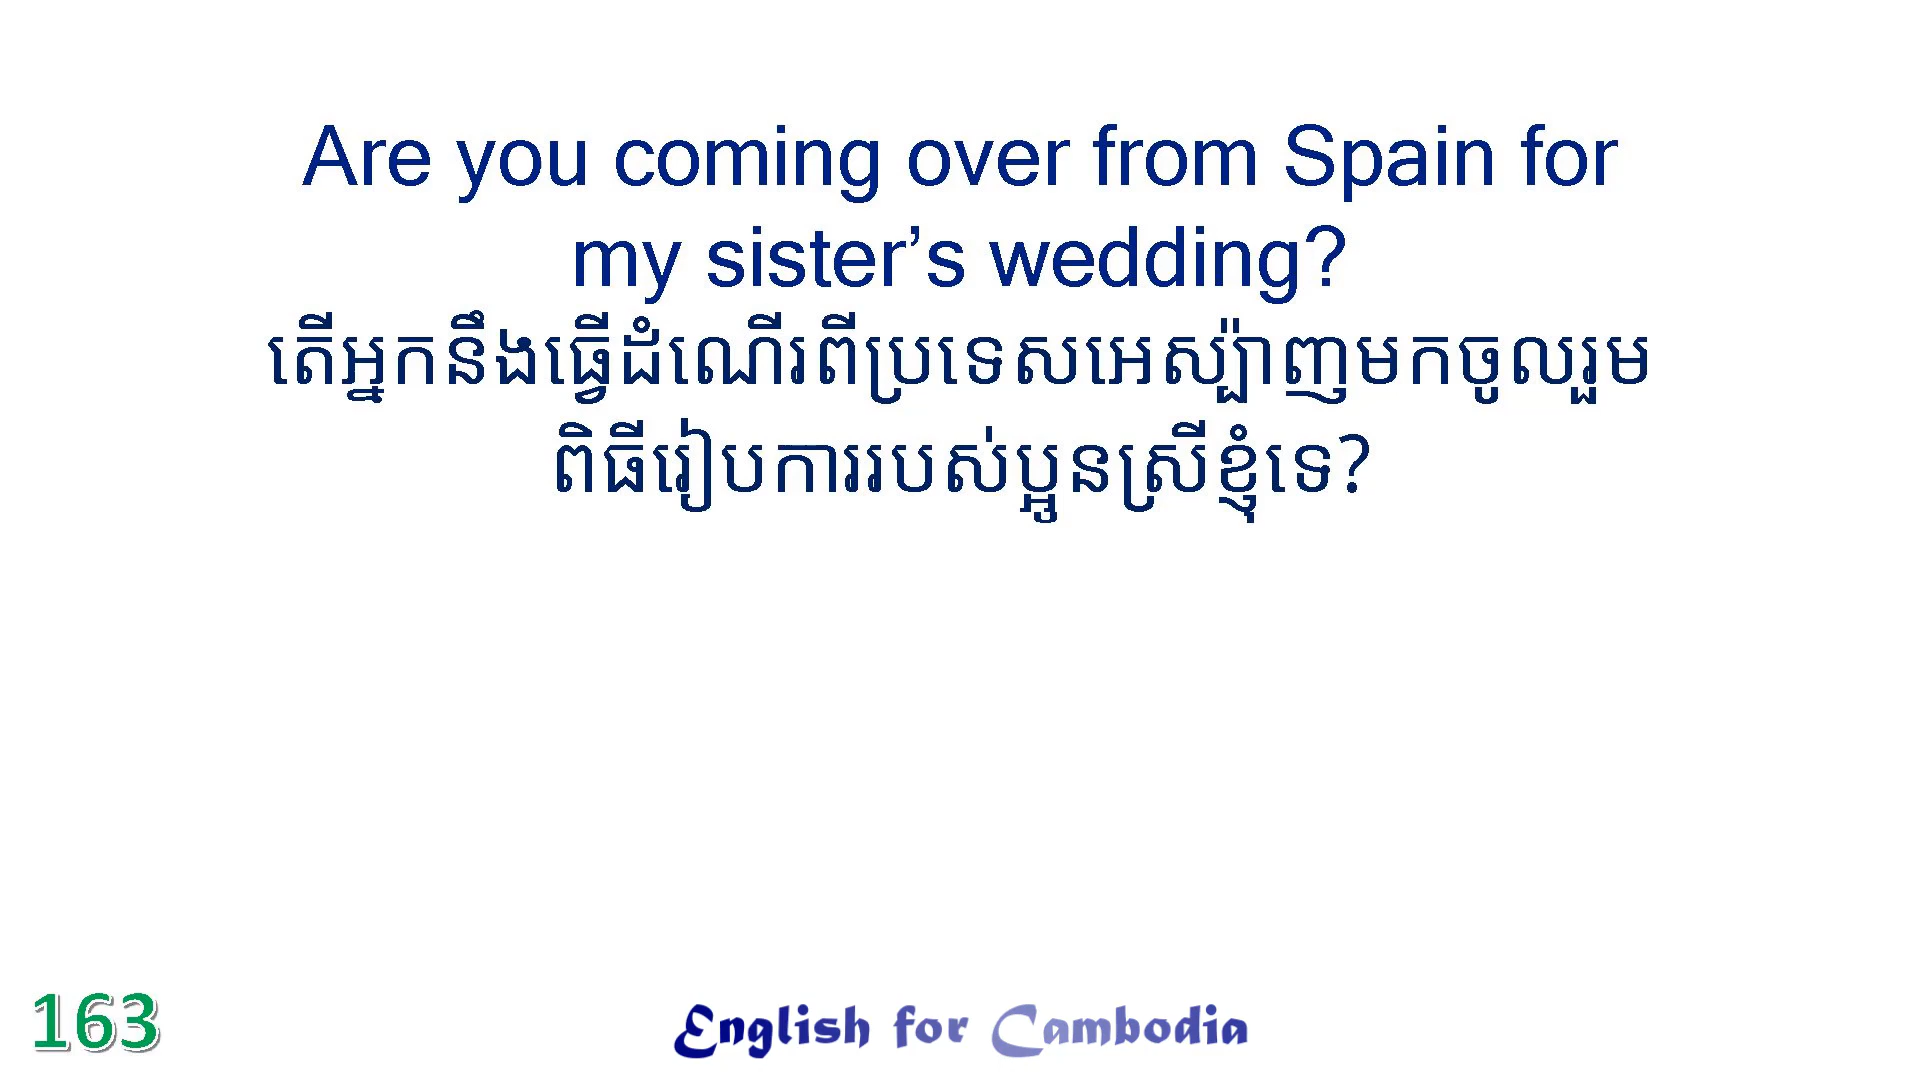 Are you coming over from Spain for
my sister’s wedding?
តើអ្នកនឹងធ្វើដំណើរពីប្រទេសអេស្ប៉ាញមកចូលរួម
ពិធីរៀបការរបស់ប្អូនស្រីខ្ញុំទេ?
163
English for Cambodia